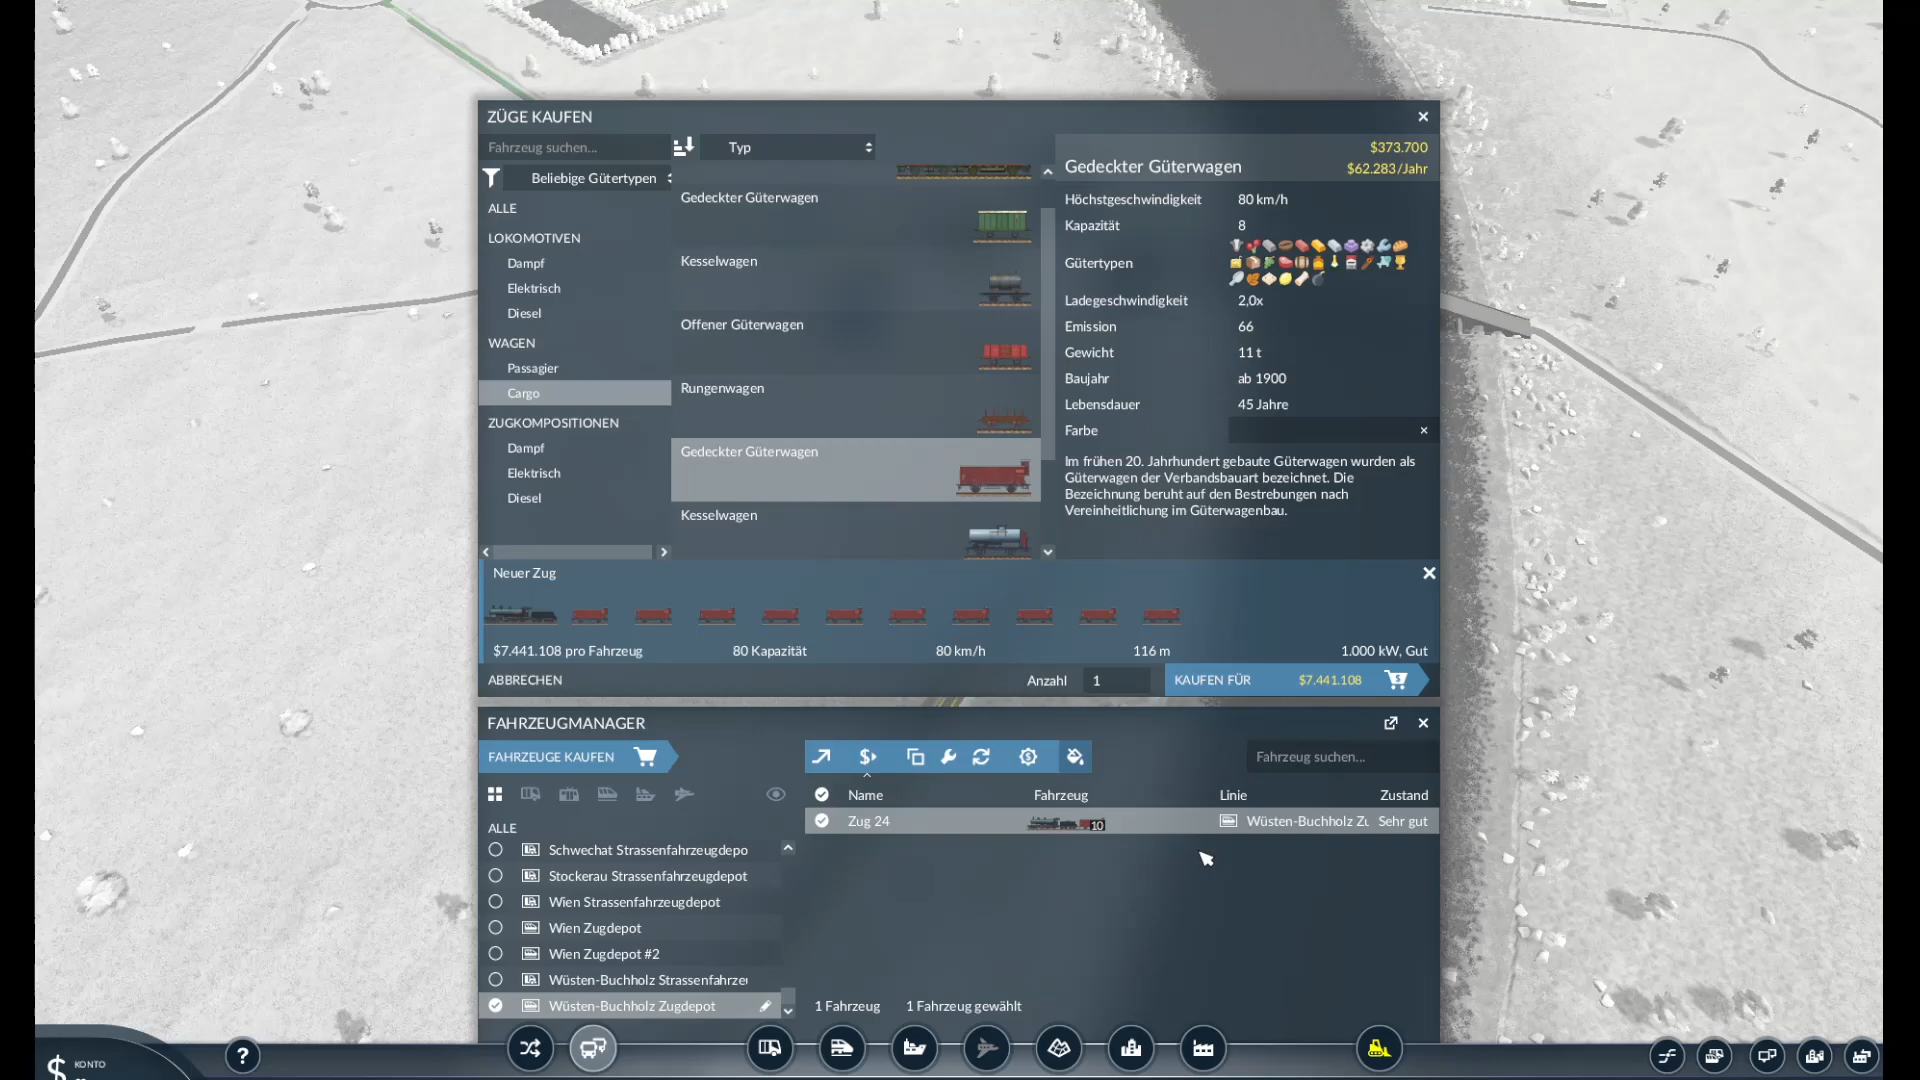 ZÜGE KAUFEN
Fahrzeug suchen...
Typ
Beliebige Gütertypen
ALLE
LOKOMOTIVEN
Dampf
Elektrisch
Diesel
WAGEN
Passagier
Cargo
ZUGKOMPOSITIONEN
Dampf
Elektrisch
Diesel
Gedeckter Güterwagen
Kesselwagen
Offener Güterwagen
Rungenwagen
Gedeckter Güterwagen
Kesselwagen
$373.700
Gedeckter Güterwagen
$62.283/Jahr
Höchstgeschwindigkeit 80 km/h
Kapazität 8
Gütertypen
Ladegeschwindigkeit 2,0x
Emission 66
Gewicht 11 t
Baujahr ab 1900
Lebensdauer 45 Jahre
Farbe
Im frühen 20. Jahrhundert gebaute Güterwagen wurden als
Güterwagen der Verbandsbauart bezeichnet. Die
Bezeichnung beruht auf den Bestrebungen nach
Vereinheitlichung im Güterwagenbau.
Neuer Zug
$7.441.108 pro Fahrzeug 80 Kapazität 80 km/h 116 m 1.000 kW, Gut
ABBRECHEN Anzahl 1 KAUFEN FÜR $7.441.108
FAHRZEUGMANAGER
FAHRZEUGE KAUFEN
Fahrzeug suchen...
Name Fahrzeug Linie Zustand
Zug 24 10 Wüsten-Buchholz Zu Sehr gut
ALLE
Schwechat Strassenfahrzeugdepo
Stockerau Strassenfahrzeugdepot
Wien Strassenfahrzeugdepot
Wien Zugdepot
Wien Zugdepot #2
Wüsten-Buchholz Strassenfahrze
Wüsten-Buchholz Zugdepot
1 Fahrzeug 1 Fahrzeug gewählt
$ KONTO
?